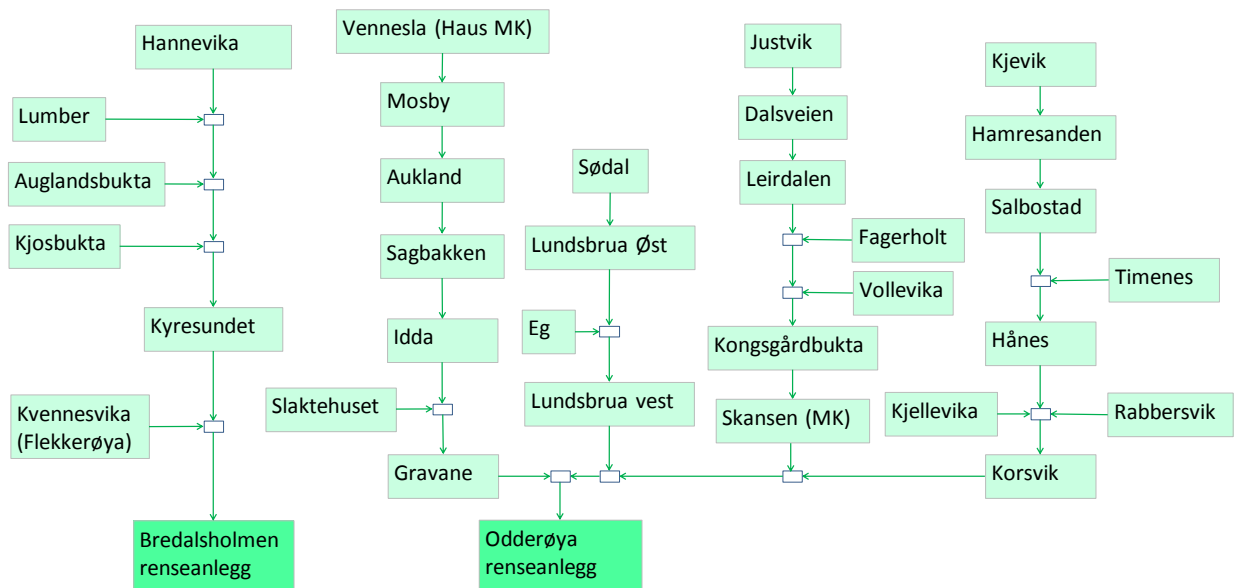 Hannevika
Lumber
Auglandsbukta
Kjosbukta
Kyresundet
Kvennesvika
(Flekkerøya)
Bredalsholmen
renseanlegg
Vennesla (Haus MK)
Mosby
Aukland
Sagbakken
Idda
Slaktehuset
Gravane
Sødal
Lundsbrua Øst
Eg
Lundsbrua vest
Odderøya
renseanlegg
Justvik
Dalsveien
Leirdalen
Fagerholt
Vollevika
Kongsgårdbukta
Skansen (MK)
Kjevik
Hamresanden
Salbostad
Timenes
Hånes
Kjellevika
Rabbersvik
Korsvik